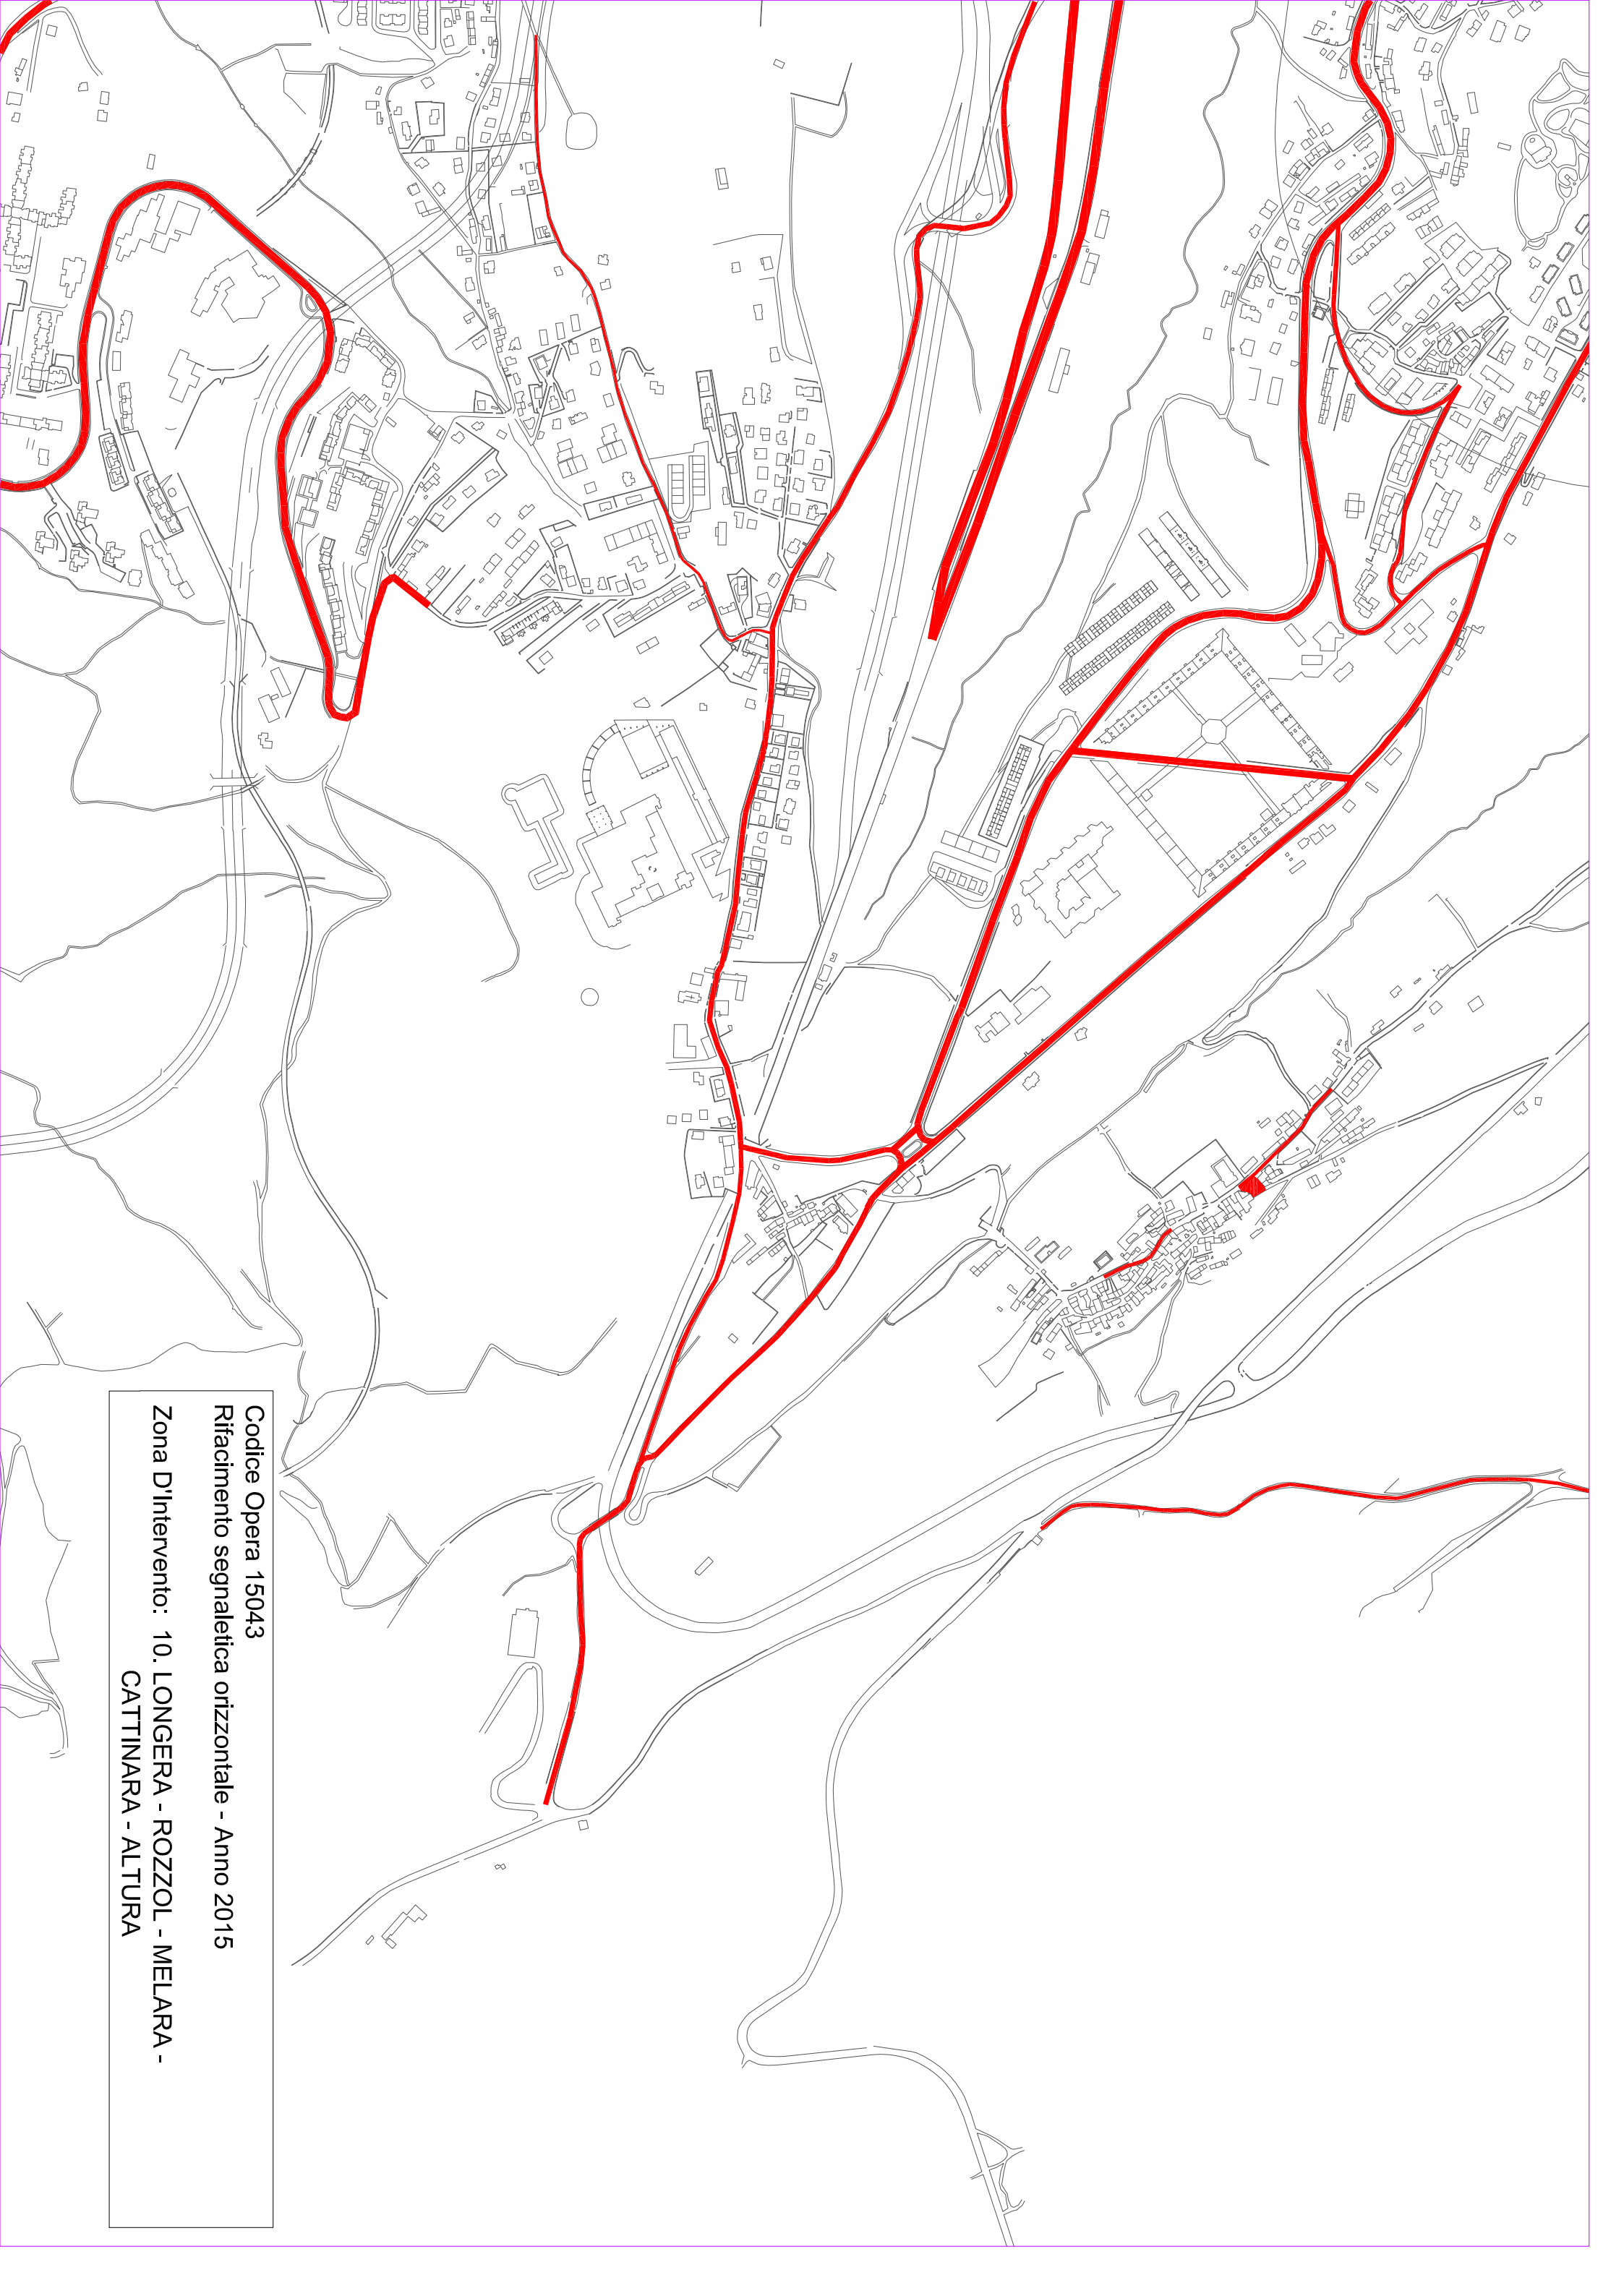 Codice Opera 15043
Rifacimento segnaletica orizzontale - Anno 2015
Zona D'Intervento: 10. LONGERA - ROZZOL - MELARA -
CATTINARA - ALTURA